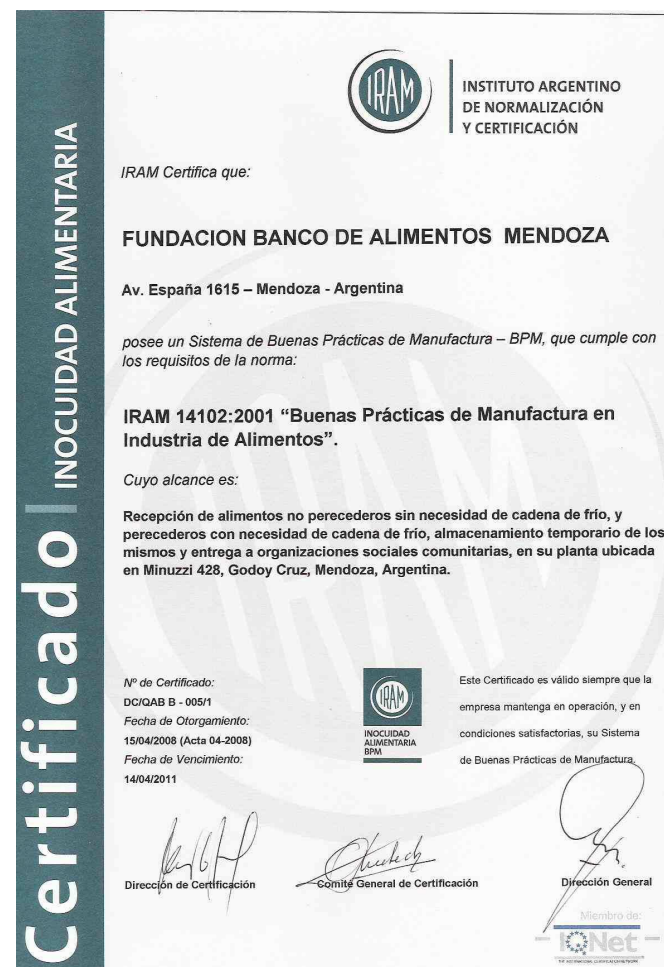 Certificado INOCUIDAD ALIMENTARIA
IRAM
INSTITUTO ARGENTINO
DE NORMALIZACIÓN
Y CERTIFICACIÓN
IRAM Certifica que:
FUNDACION BANCO DE ALIMENTOS MENDOZA
Av. España 1615 – Mendoza - Argentina
posee un Sistema de Buenas Prácticas de Manufactura – BPM, que cumple con
los requisitos de la norma:
IRAM 14102:2001 “Buenas Prácticas de Manufactura en
Industria de Alimentos”.
Cuyo alcance es:
Recepción de alimentos no perecederos sin necesidad de cadena de frío, y
perecederos con necesidad de cadena de frío, almacenamiento temporario de los
mismos y entrega a organizaciones sociales comunitarias, en su planta ubicada
en Minuzzi 428, Godoy Cruz, Mendoza, Argentina.
Nº de Certificado:
DC/QAB B - 005/1
Fecha de Otorgamiento:
15/04/2008 (Acta 04-2008)
Fecha de Vencimiento:
14/04/2011
IRAM
INOCUIDAD
ALIMENTARIA
BPM
Este Certificado es válido siempre que la
empresa mantenga en operación, y en
condiciones satisfactorias, su Sistema
de Buenas Prácticas de Manufactura.
Dirección de Certificación
Comité General de Certificación
Dirección General
Miembro de:
IQNet
THE INTERNATIONAL CERTIFICATION NETWORK